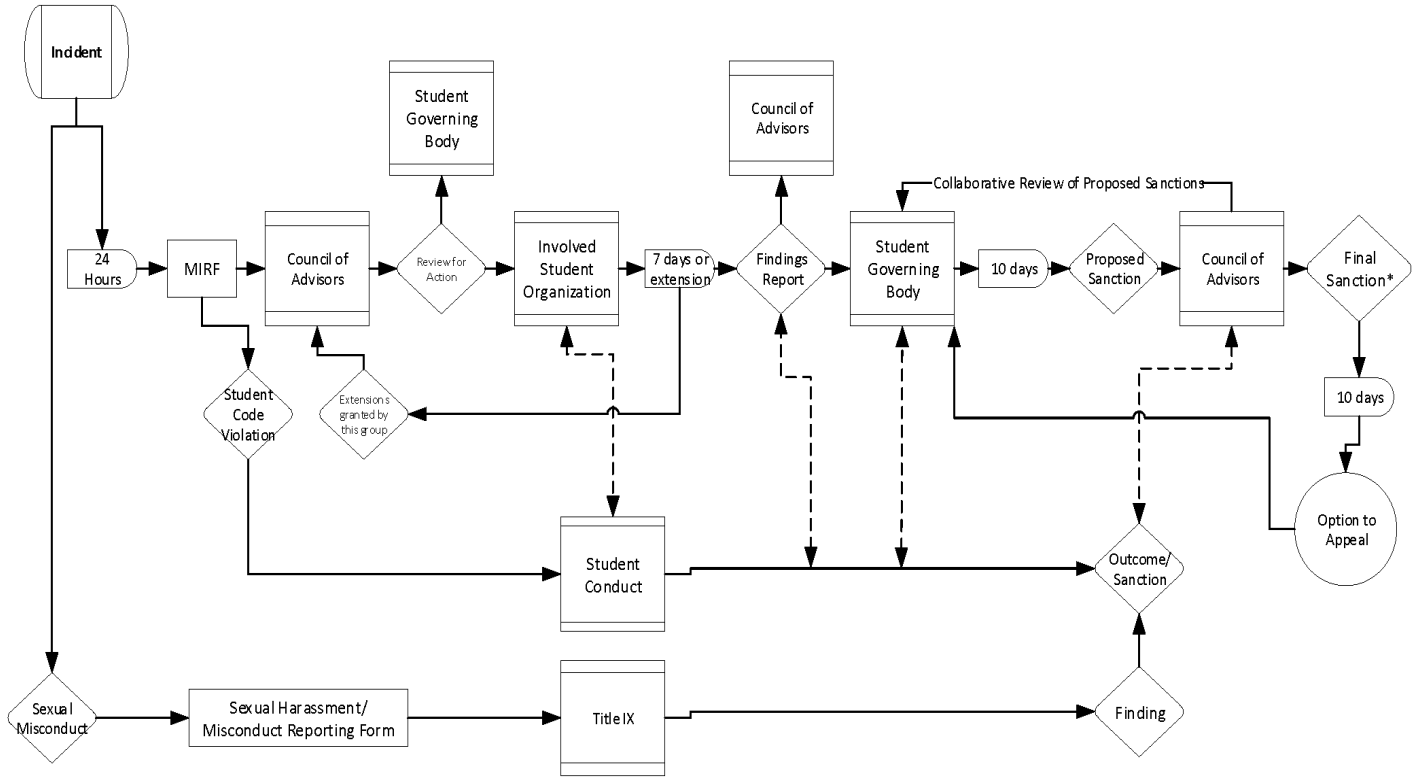 Incident
Student
Governing
Body
Council of
Advisors
Collaborative Review of Proposed Sanctions
24
Hours
MIRF
Council of
Advisors
Review for
Action
Involved
Student
Organization
7 days or
extension
Findings
Report
Student
Governing
Body
10 days
Proposed
Sanction
Council of
Advisors
Final
Sanction*
Student
Code
Violation
Extensions
granted by
this group
10 days
Student
Conduct
Outcome/
Sanction
Option to
Appeal
Sexual
Misconduct
Sexual Harassment/
Misconduct Reporting Form
Title IX
Finding